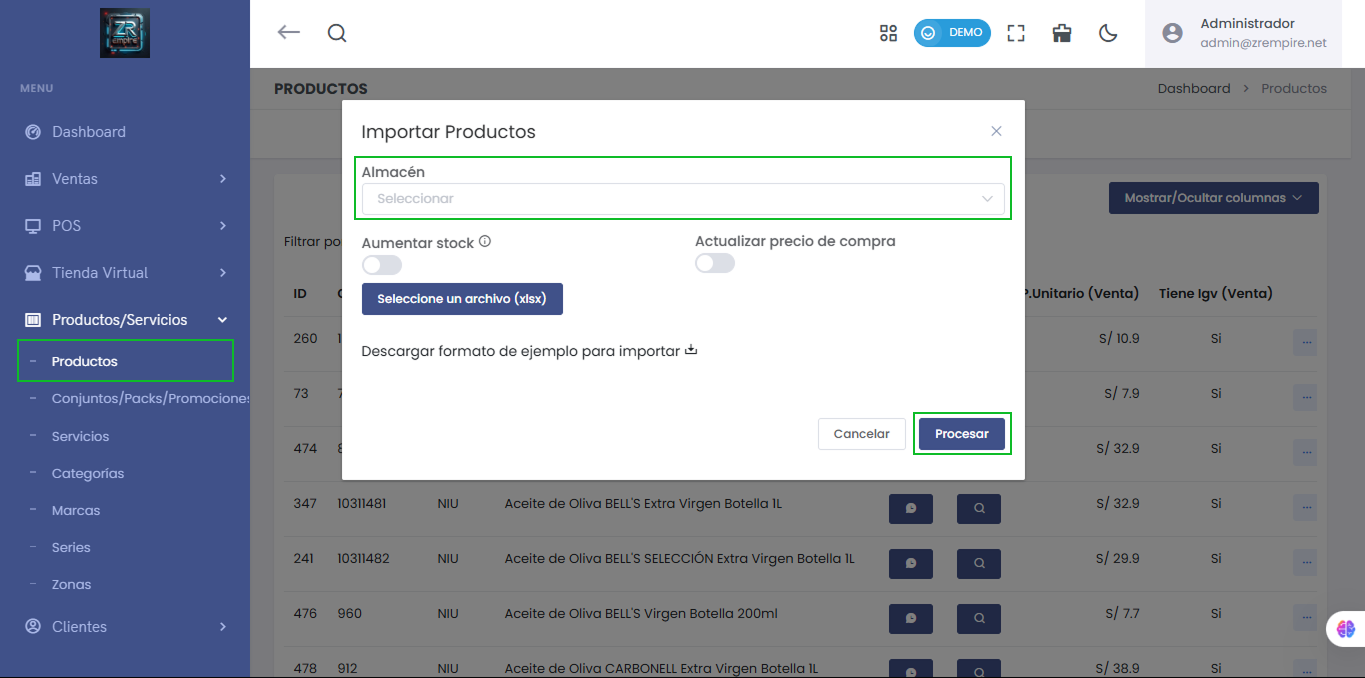 ZR
empire
MENU
Dashboard
Ventas
POS
Tienda Virtual
Productos/Servicios
Productos
Conjuntos/Packs/Promociones
Servicios
Categorías
Marcas
Series
Zonas
Clientes
DEMO
Administrador
admin@zrempire.net
PRODUCTOS
Dashboard > Productos
Importar Productos
Almacén
Seleccionar
Aumentar stock
Actualizar precio de compra
Seleccione un archivo (xlsx)
Descargar formato de ejemplo para importar
Cancelar
Procesar
Mostrar/Ocultar columnas
Filtrar po
ID P.Unitario (Venta) Tiene Igv (Venta)
260 S/ 10.9 Si ...
73 S/ 7.9 Si ...
474 S/ 32.9 Si ...
347 10311481 NIU Aceite de Oliva BELL'S Extra Virgen Botella 1L S/ 32.9 Si ...
241 10311482 NIU Aceite de Oliva BELL'S SELECCIÓN Extra Virgen Botella 1L S/ 29.9 Si ...
476 960 NIU Aceite de Oliva BELL'S Virgen Botella 200ml S/ 7.7 Si ...
478 912 NIU Aceite de Oliva CARBONELL Extra Virgen Botella 1L S/ 38.9 Si ...